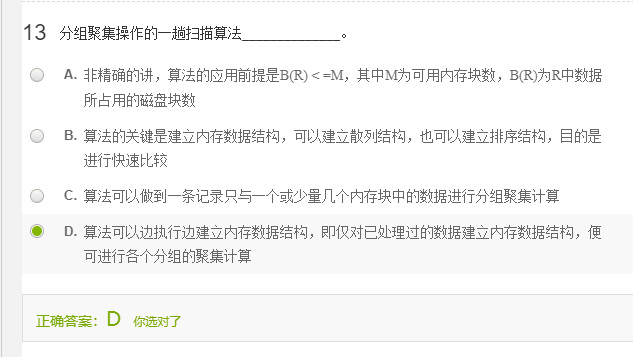 13 分组聚集操作的一趟扫描算法______________。
A. 非精确的讲，算法的应用前提是B(R) < =M，其中M为可用内存块数，B(R)为R中数据
所占用的磁盘块数
B. 算法的关键是建立内存数据结构，可以建立散列结构，也可以建立排序结构，目的是
进行快速比较
C. 算法可以做到一条记录只与一个或少量几个内存块中的数据进行分组聚集计算
D. 算法可以边执行边建立内存数据结构，即仅对已处理过的数据建立内存数据结构，便
可进行各个分组的聚集计算
正确答案：D 你选对了